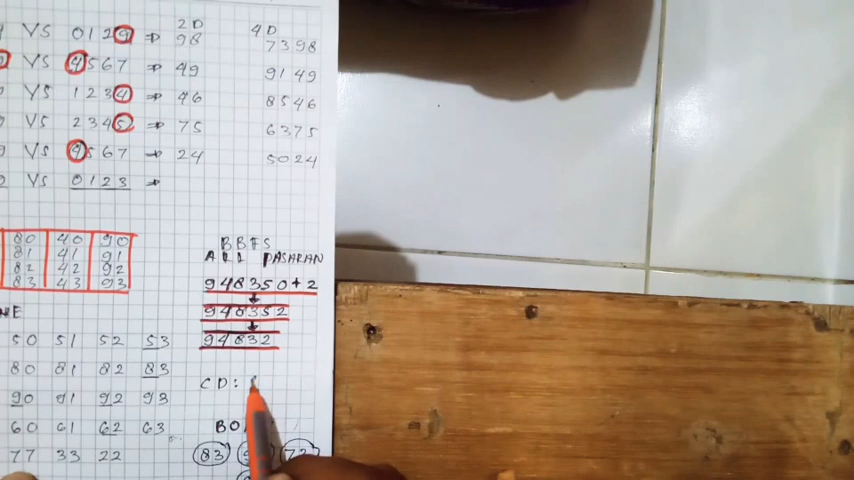 2D 4D
VS 0129 → 98 7398
VS 4567 → 49 9149
VS 1234 → 46 8546
VS 2345 → 75 6375
VS 4567 → 24 5024
VS 0123 →
80 40 90
81 41 91
82 42 92
83 43 93
BBFS
ALL PASARAN
948350+2
948352
94832
NE
50 51 52 53
80 81 82 83
90 91 92 93
60 61 62 63
77 33 22
CD:
83